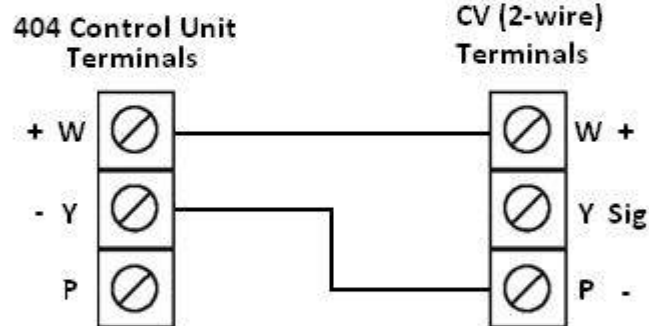 404 Control Unit
Terminals
CV (2-wire)
Terminals
+ W
W +
- Y
Y Sig
P
P -